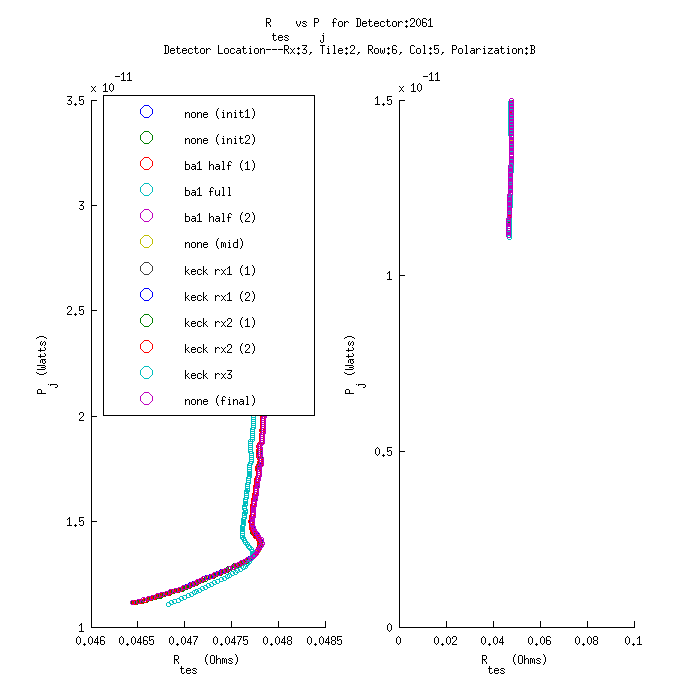 R tes vs P j for Detector:2061
Detector Location---Rx:3, Tile:2, Row:6, Col:5, Polarization:B
x 10 -11
3.5
3
2.5
2
1.5
1
P j (Watts)
none (init1)
none (init2)
ba1 half (1)
ba1 full
ba1 half (2)
none (mid)
keck rx1 (1)
keck rx1 (2)
keck rx2 (1)
keck rx2 (2)
keck rx3
none (final)
0.046 0.0465 0.047 0.0475 0.048 0.0485
R tes (Ohms)
x 10 -11
1.5
1
0.5
0
P j (Watts)
0 0.02 0.04 0.06 0.08 0.1
R tes (Ohms)